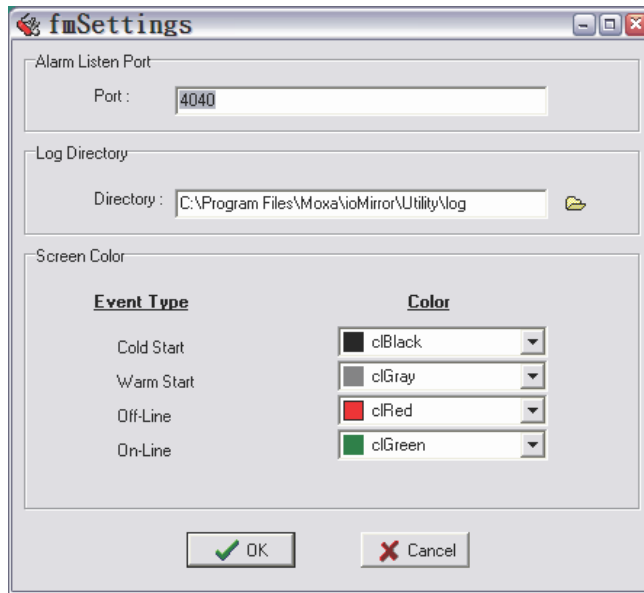 fmSettings
Alarm Listen Port
Port : 4040
Log Directory
Directory : C:\Program Files\Moxa\ioMirror\Utility\log
Screen Color
Event Type Color
Cold Start clBlack
Warm Start clGray
Off-Line clRed
On-Line clGreen
OK Cancel